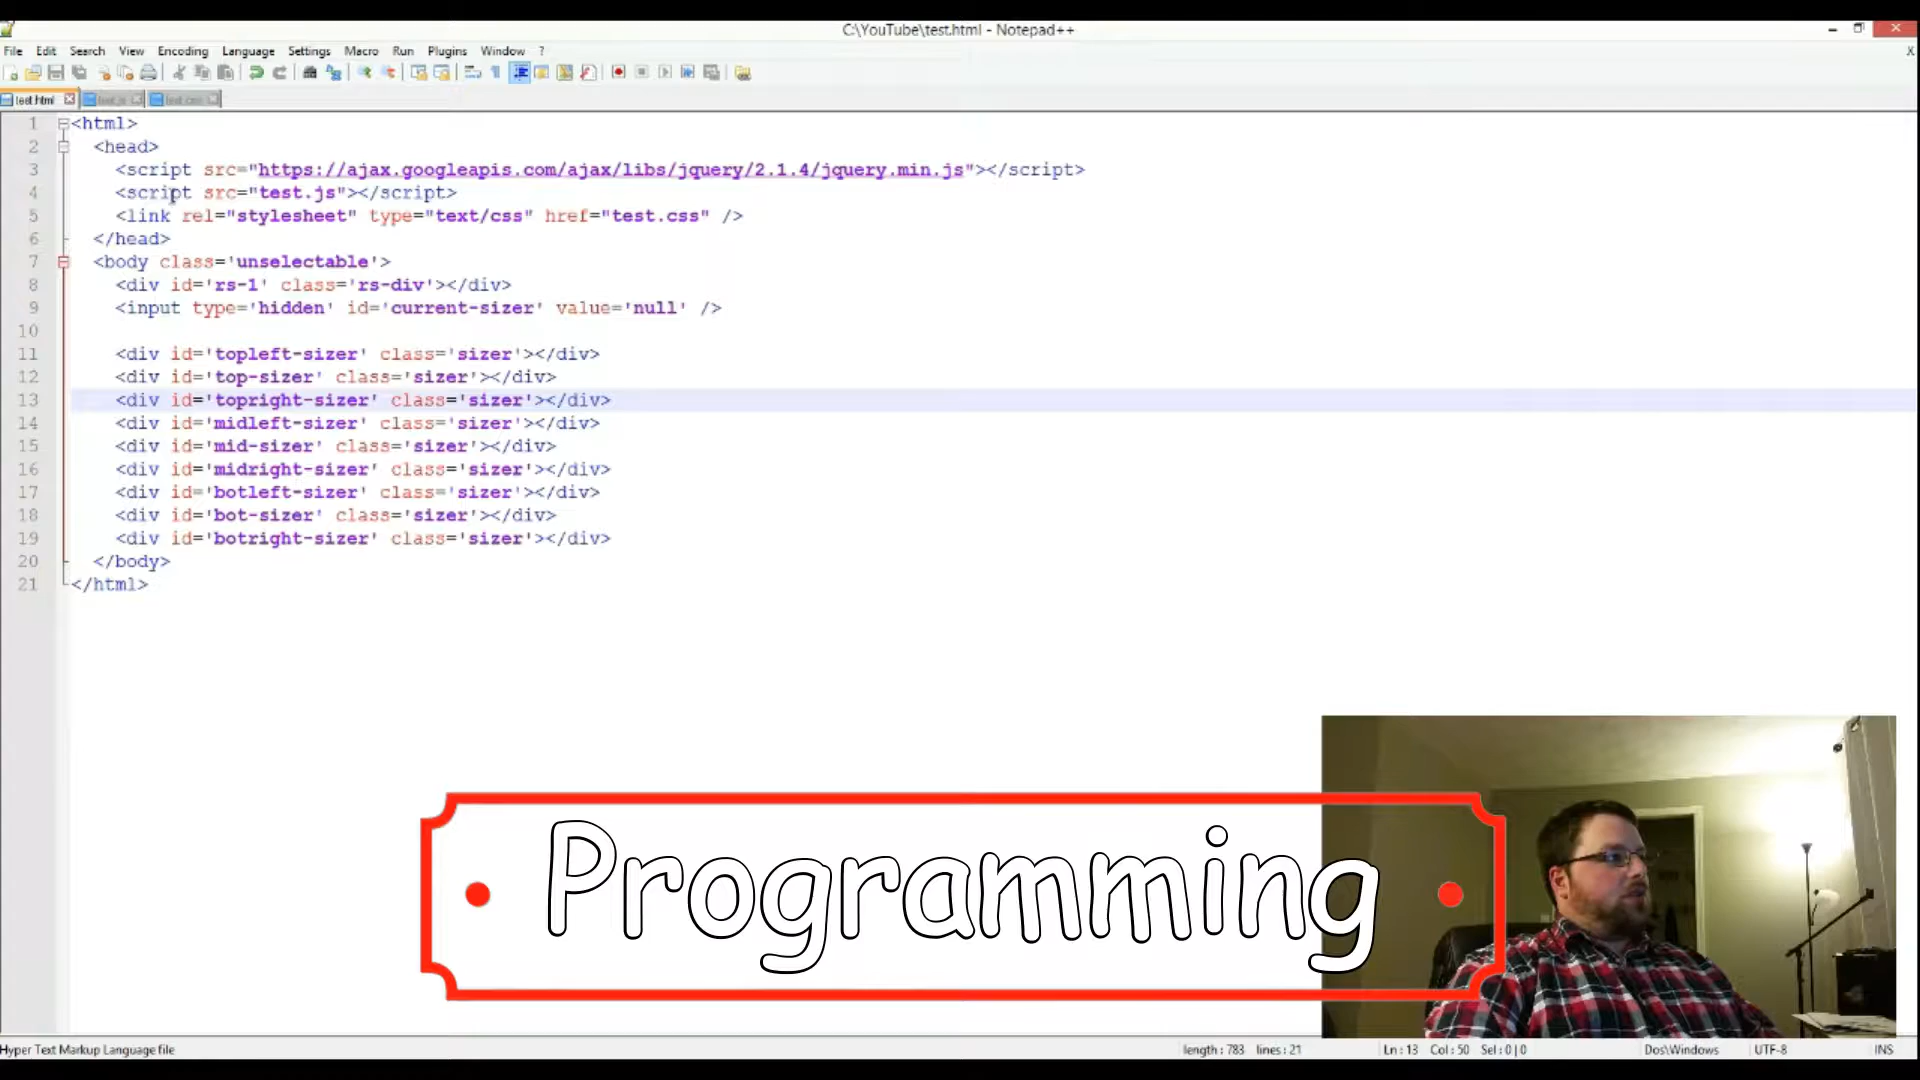 C:\YouTube\test.html - Notepad++
File Edit Search View Encoding Language Settings Macro Run Plugins Window ? X
test.html test.js test.css
1 <html>
2 <head>
3 <script src="https://ajax.googleapis.com/ajax/libs/jquery/2.1.4/jquery.min.js"></script>
4 <script src="test.js"></script>
5 <link rel="stylesheet" type="text/css" href="test.css" />
6 </head>
7 <body class='unselectable'>
8 <div id='rs-1' class='rs-div'></div>
9 <input type='hidden' id='current-sizer' value='null' />
10
11 <div id='topleft-sizer' class='sizer'></div>
12 <div id='top-sizer' class='sizer'></div>
13 <div id='topright-sizer' class='sizer'></div>
14 <div id='midleft-sizer' class='sizer'></div>
15 <div id='mid-sizer' class='sizer'></div>
16 <div id='midright-sizer' class='sizer'></div>
17 <div id='botleft-sizer' class='sizer'></div>
18 <div id='bot-sizer' class='sizer'></div>
19 <div id='botright-sizer' class='sizer'></div>
20 </body>
21 </html>
Programming
Hyper Text Markup Language file length : 783 lines : 21 Ln : 13 Col : 50 Sel : 0 | 0 Dos\Windows UTF-8 INS